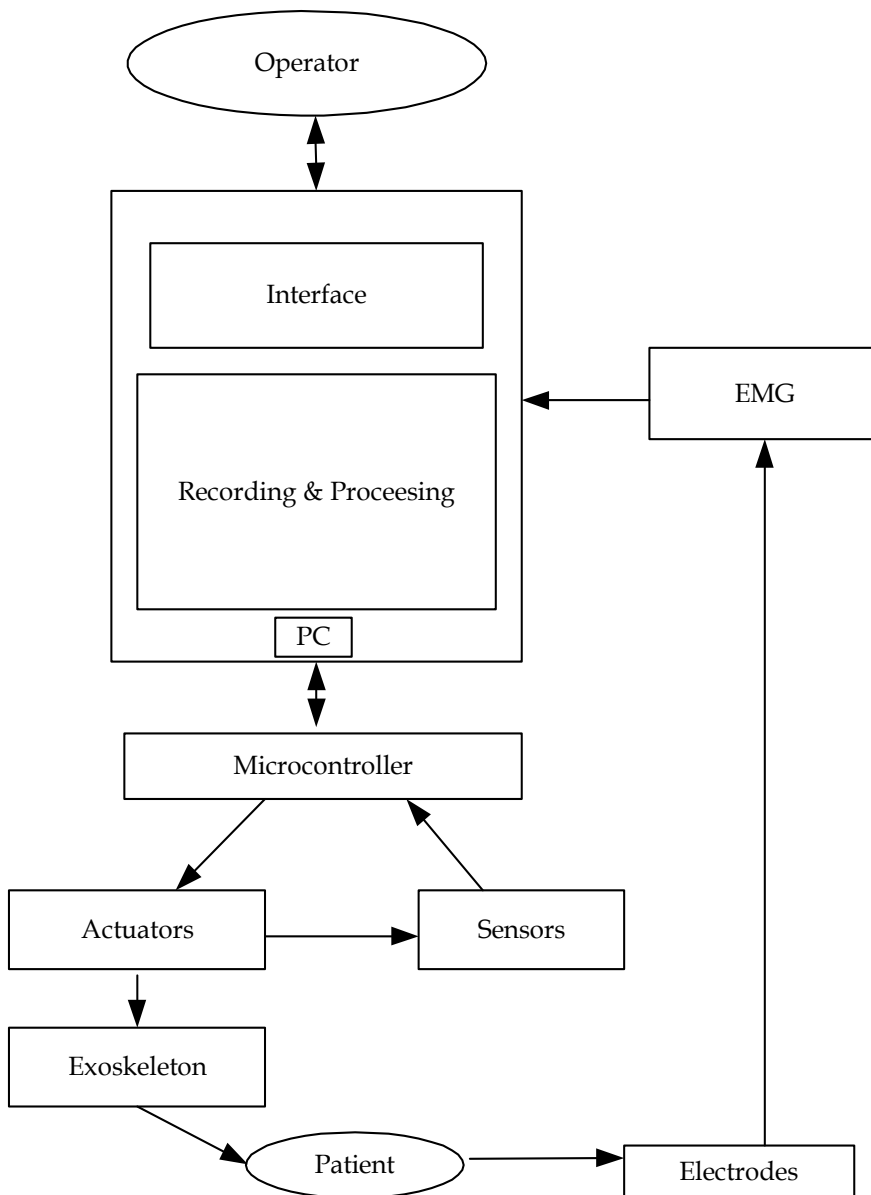 Operator
Interface
EMG
Recording & Proceesing
PC
Microcontroller
Actuators
Sensors
Exoskeleton
Patient
Electrodes